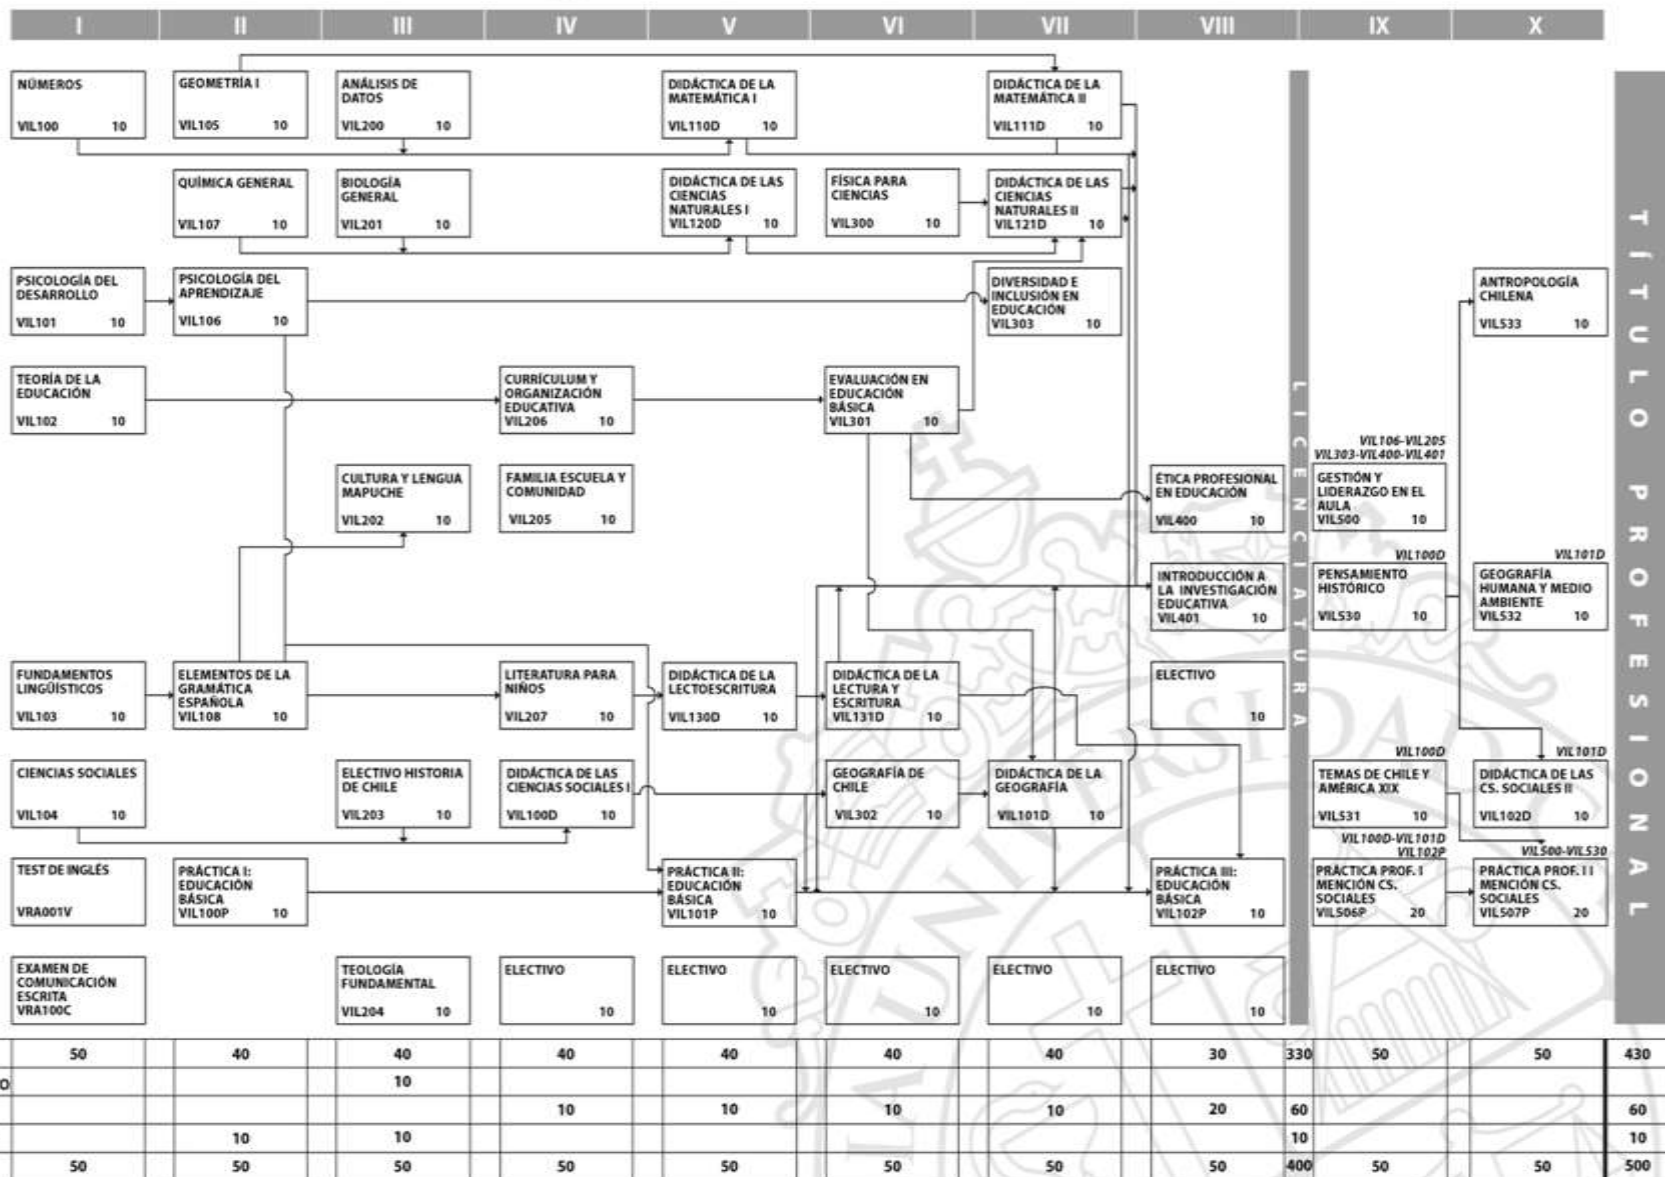 I II III IV V VI VII VIII IX X
NÚMEROS
VIL100 10
GEOMETRÍA I
VIL105 10
ANÁLISIS DE
DATOS
VIL200 10
DIDÁCTICA DE LA
MATEMÁTICA I
VIL110D 10
DIDÁCTICA DE LA
MATEMÁTICA II
VIL111D 10
QUÍMICA GENERAL
VIL107 10
BIOLOGÍA
GENERAL
VIL201 10
DIDÁCTICA DE LAS
CIENCIAS
NATURALES I
VIL120D 10
FÍSICA PARA
CIENCIAS
VIL300 10
DIDÁCTICA DE LAS
CIENCIAS
NATURALES II
VIL121D 10
PSICOLOGÍA DEL
DESARROLLO
VIL101 10
PSICOLOGÍA DEL
APRENDIZAJE
VIL106 10
DIVERSIDAD E
INCLUSIÓN EN
EDUCACIÓN
VIL303 10
ANTROPOLOGÍA
CHILENA
VIL533 10
TEORÍA DE LA
EDUCACIÓN
VIL102 10
CURRÍCULUM Y
ORGANIZACIÓN
EDUCATIVA
VIL206 10
EVALUACIÓN EN
EDUCACIÓN
BÁSICA
VIL301 10
CULTURA Y LENGUA
MAPUCHE
VIL202 10
FAMILIA ESCUELA Y
COMUNIDAD
VIL205 10
ÉTICA PROFESIONAL
EN EDUCACIÓN
VIL400 10
VIL106-VIL205
VIL303-VIL400-VIL401
GESTIÓN Y
LIDERAZGO EN EL
AULA
VIL500 10
INTRODUCCIÓN A
LA INVESTIGACIÓN
EDUCATIVA
VIL401 10
VIL100D
PENSAMIENTO
HISTÓRICO
VIL530 10
VIL101D
GEOGRAFÍA
HUMANA Y MEDIO
AMBIENTE
VIL532 10
FUNDAMENTOS
LINGÜÍSTICOS
VIL103 10
ELEMENTOS DE LA
GRAMÁTICA
ESPAÑOLA
VIL108 10
LITERATURA PARA
NIÑOS
VIL207 10
DIDÁCTICA DE LA
LECTOESCRITURA
VIL130D 10
DIDÁCTICA DE LA
LECTURA Y
ESCRITURA
VIL131D 10
ELECTIVO
10
CIENCIAS SOCIALES
VIL104 10
ELECTIVO HISTORIA
DE CHILE
VIL203 10
DIDÁCTICA DE LAS
CIENCIAS SOCIALES I
VIL100D 10
GEOGRAFÍA DE
CHILE
VIL302 10
DIDÁCTICA DE LA
GEOGRAFÍA
VIL101D 10
VIL100D
TEMAS DE CHILE Y
AMÉRICA XIX
VIL531 10
VIL101D
DIDÁCTICA DE LAS
CS. SOCIALES II
VIL102D 10
TEST DE INGLÉS
VRA001V
PRÁCTICA I:
EDUCACIÓN
BÁSICA
VIL100P 10
PRÁCTICA II:
EDUCACIÓN
BÁSICA
VIL101P 10
PRÁCTICA III:
EDUCACIÓN
BÁSICA
VIL102P 10
VIL100D-VIL101D
VIL102P
PRÁCTICA PROF. I
MENCIÓN CS.
SOCIALES
VIL506P 20
VIL500-VIL530
PRÁCTICA PROF. I I
MENCIÓN CS.
SOCIALES
VIL507P 20
EXAMEN DE
COMUNICACIÓN
ESCRITA
VRA100C
TEOLOGÍA
FUNDAMENTAL
VIL204 10
ELECTIVO
10
ELECTIVO
10
ELECTIVO
10
ELECTIVO
10
ELECTIVO
10
LICENCIATURA
TÍTULO PROFESIONAL
50 40 40 40 40 40 40 30 330 50 50 430
O 10
10 10 10 10 20 60 60
10 10 10 10
50 50 50 50 50 50 50 50 400 50 50 500